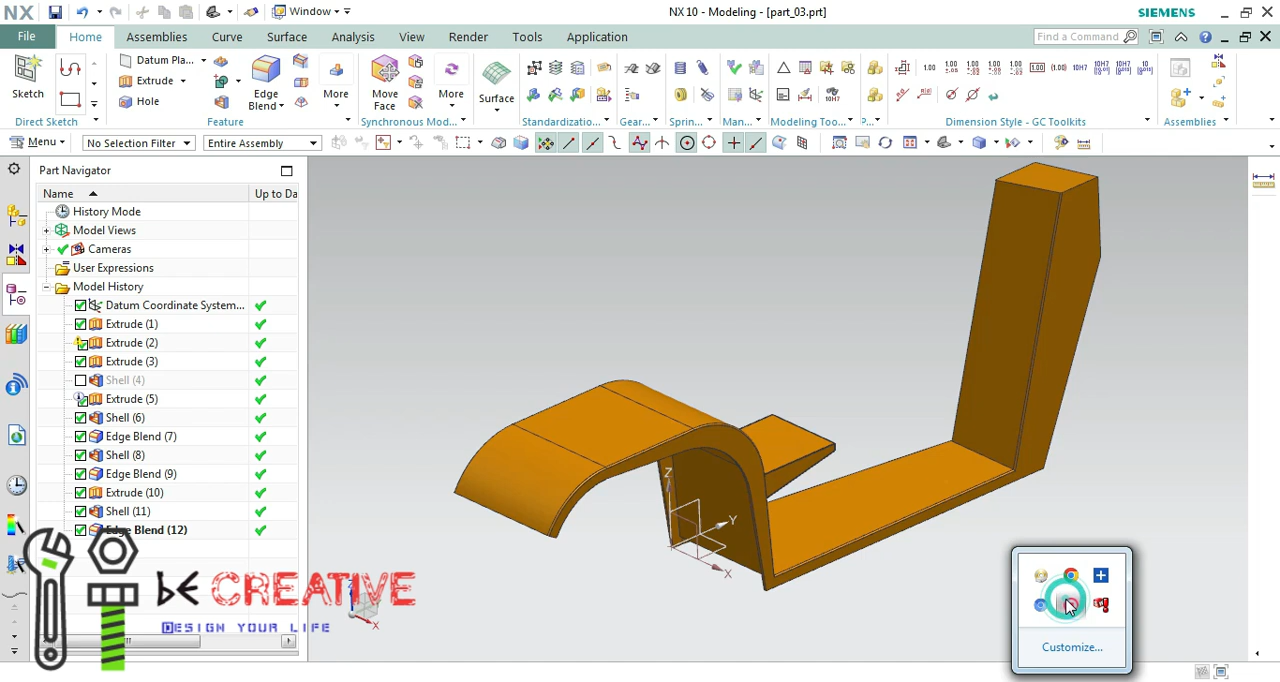 NX
Window
NX 10 - Modeling - [part_03.prt]
SIEMENS
File
Home
Assemblies
Curve
Surface
Analysis
View
Render
Tools
Application
Find a Command
Sketch
Direct Sketch
Datum Pla...
Extrude
Hole
Edge
Blend
More
Feature
Move
Face
More
Synchronous Mod...
Surface
Standardization...
Gear...
Sprin...
Man...
Modeling Too...
P...
Dimension Style - GC Toolkits
Assemblies
Menu
No Selection Filter
Entire Assembly
Part Navigator
Name
Up to Da
History Mode
Model Views
Cameras
User Expressions
Model History
Datum Coordinate System...
Extrude (1)
Extrude (2)
Extrude (3)
Shell (4)
Extrude (5)
Shell (6)
Edge Blend (7)
Shell (8)
Edge Blend (9)
Extrude (10)
Shell (11)
Edge Blend (12)
Z
Y
X
X
BE CREATIVE
DESIGN YOUR LIFE
Customize...